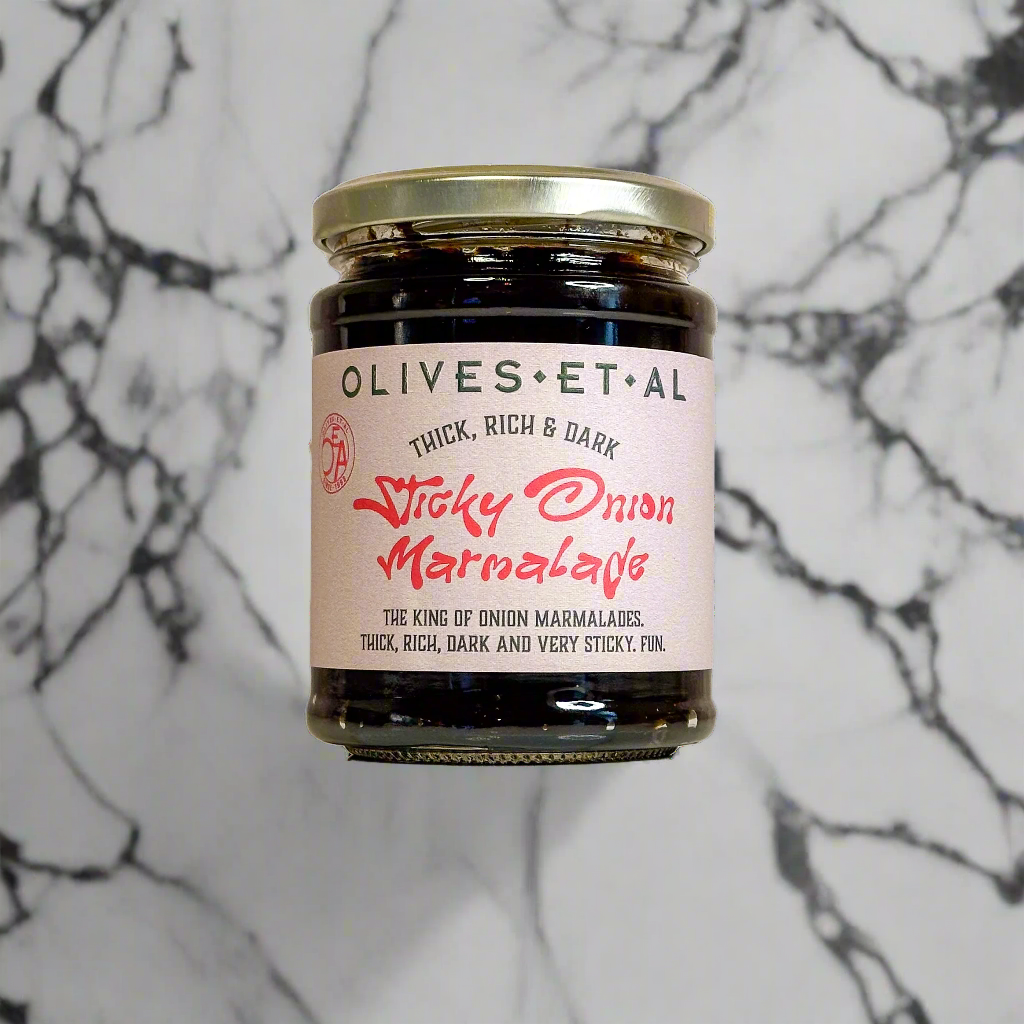 OLIVES·ET·AL
THICK, RICH & DARK
OEA
Sticky Onion
Marmalade
THE KING OF ONION MARMALADES.
THICK, RICH, DARK AND VERY STICKY. FUN.